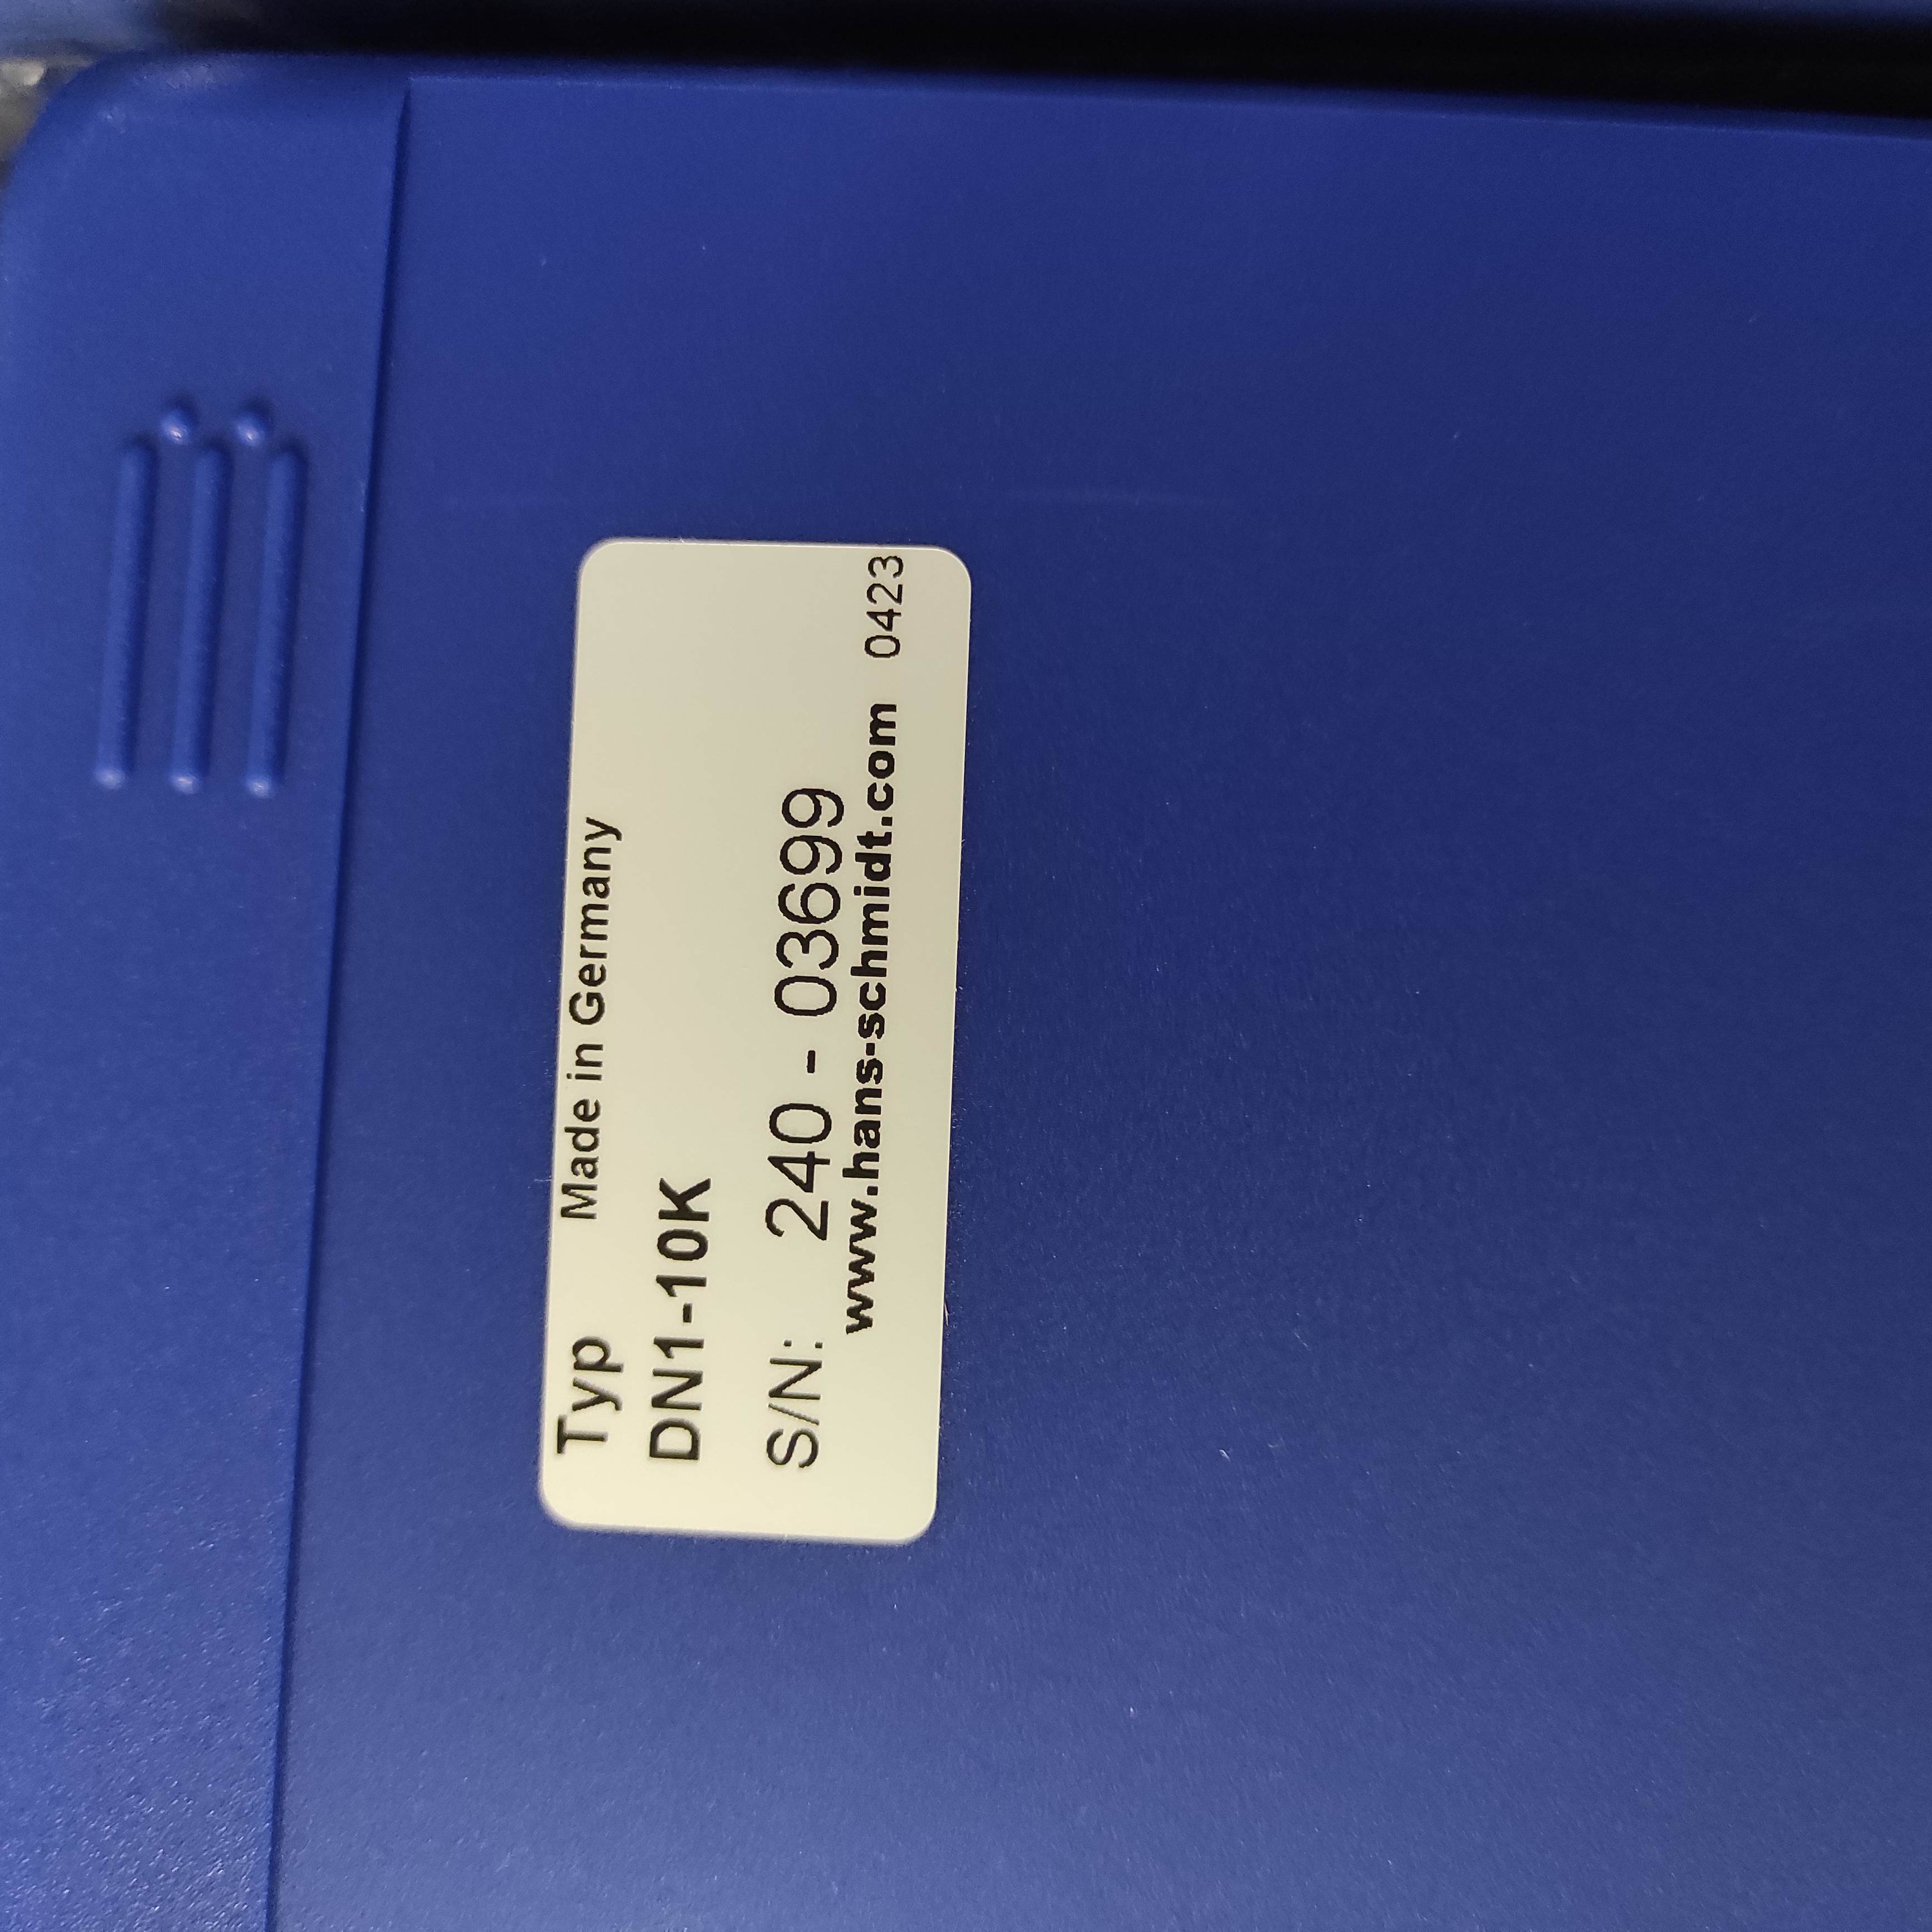 Typ Made in Germany
DN1-10K
S/N: 240 - 03699
www.hans-schmidt.com 0423